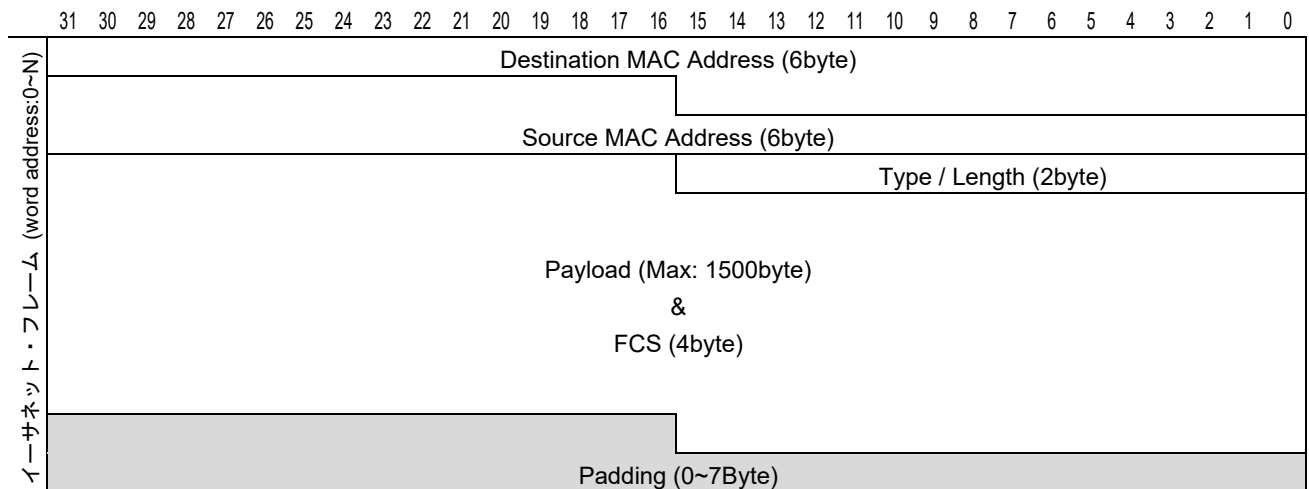 31 30 29 28 27 26 25 24 23 22 21 20 19 18 17 16 15 14 13 12 11 10 9 8 7 6 5 4 3 2 1 0
イーサネット・フレーム (word address:0~N)
Destination MAC Address (6byte)
Source MAC Address (6byte)
Type / Length (2byte)
Payload (Max: 1500byte)
&
FCS (4byte)
Padding (0~7Byte)